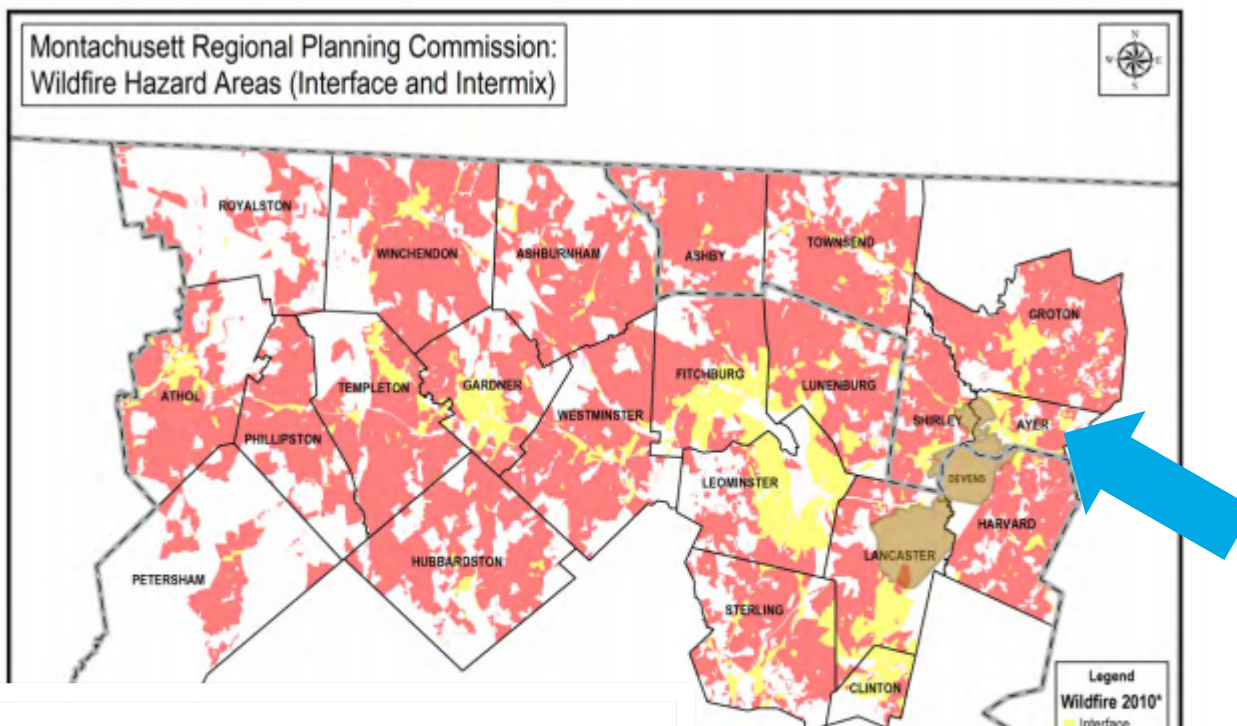 Montachusett Regional Planning Commission:
Wildfire Hazard Areas (Interface and Intermix)
N
W E
S
ROYALSTON
WINCHENDON
ASHBURNHAM
ASHBY
TOWNSEND
GROTON
ATHOL
PHILLIPSTON
TEMPLETON
GARDNER
WESTMINSTER
FITCHBURG
LUNENBURG
SHIRLEY
AYER
DEVENS
LEOMINSTER
HARVARD
LANCASTER
PETERSHAM
HUBBARDSTON
STERLING
CLINTON
Legend
Wildfire 2010*
Interface